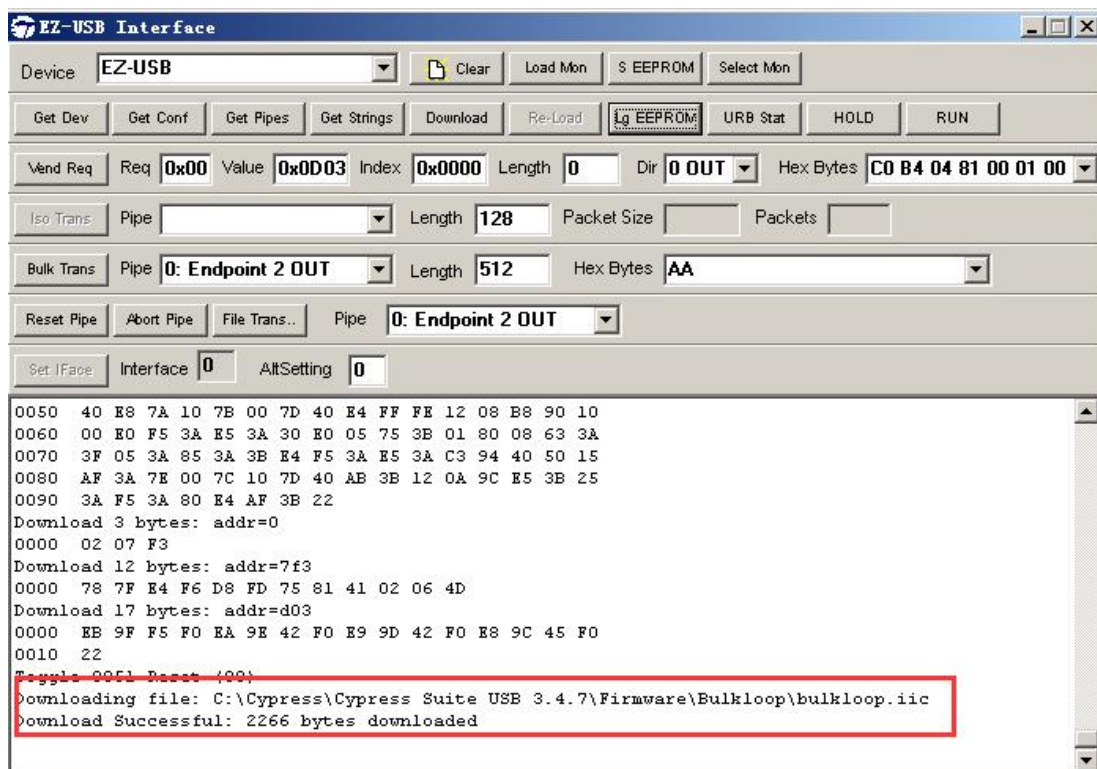 EZ-USB Interface
Device EZ-USB Clear Load Mon S EEPROM Select Mon
Get Dev Get Conf Get Pipes Get Strings Download Re-Load Lg EEPROM URB Stat HOLD RUN
Vend Req Req 0x00 Value 0x0D03 Index 0x0000 Length 0 Dir 0 OUT Hex Bytes C0 B4 04 81 00 01 00
Iso Trans Pipe Length 128 Packet Size Packets
Bulk Trans Pipe 0: Endpoint 2 OUT Length 512 Hex Bytes AA
Reset Pipe Abort Pipe File Trans.. Pipe 0: Endpoint 2 OUT
Set IFace Interface 0 AltSetting 0
0050 40 E8 7A 10 7B 00 7D 40 E4 FF FE 12 08 B8 90 10
0060 00 E0 F5 3A E5 3A 30 E0 05 75 3B 01 80 08 63 3A
0070 3F 05 3A 85 3A 3B E4 F5 3A E5 3A C3 94 40 50 15
0080 AF 3A 7E 00 7C 10 7D 40 AB 3B 12 0A 9C E5 3B 25
0090 3A F5 3A 80 E4 AF 3B 22
Download 3 bytes: addr=0
0000 02 07 F3
Download 12 bytes: addr=7f3
0000 78 7F E4 F6 D8 FD 75 81 41 02 06 4D
Download 17 bytes: addr=d03
0000 EB 9F F5 F0 EA 9E 42 F0 E9 9D 42 F0 E8 9C 45 F0
0010 22
Toggle 8051 Reset (00)
Downloading file: C:\Cypress\Cypress Suite USB 3.4.7\Firmware\Bulkloop\bulkloop.iic
Download Successful: 2266 bytes downloaded